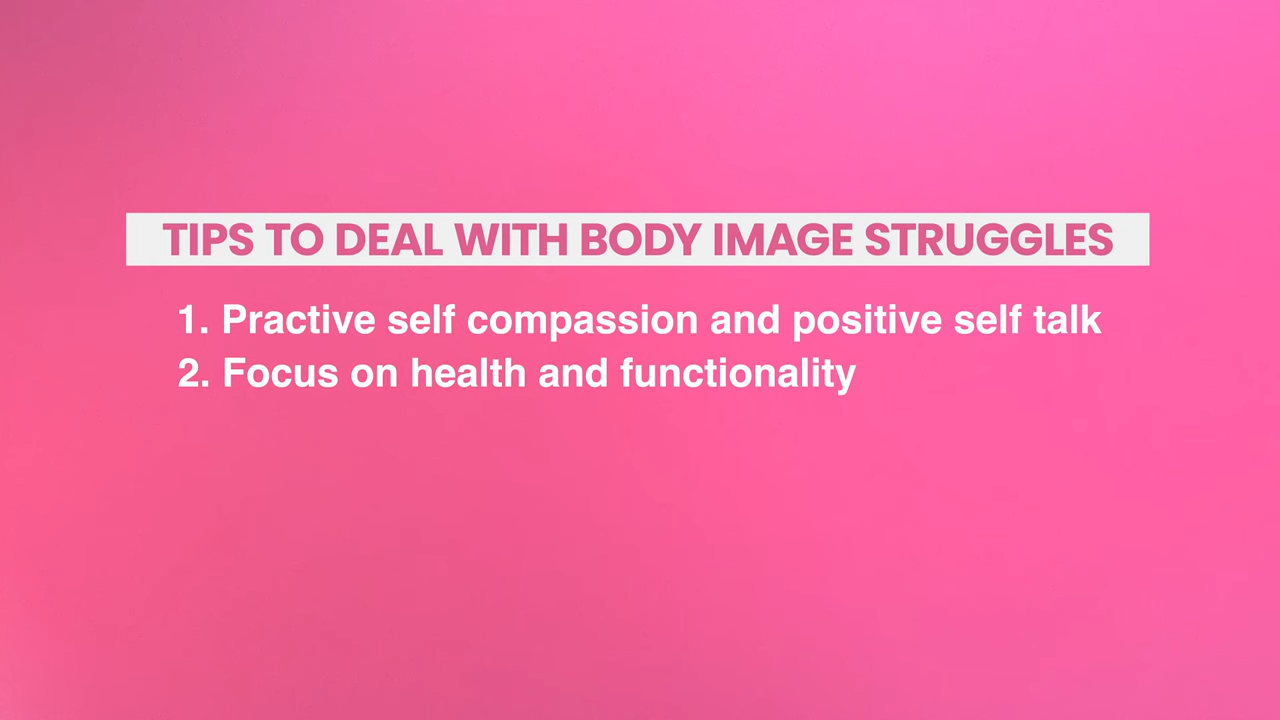 TIPS TO DEAL WITH BODY IMAGE STRUGGLES
1. Practive self compassion and positive self talk
2. Focus on health and functionality